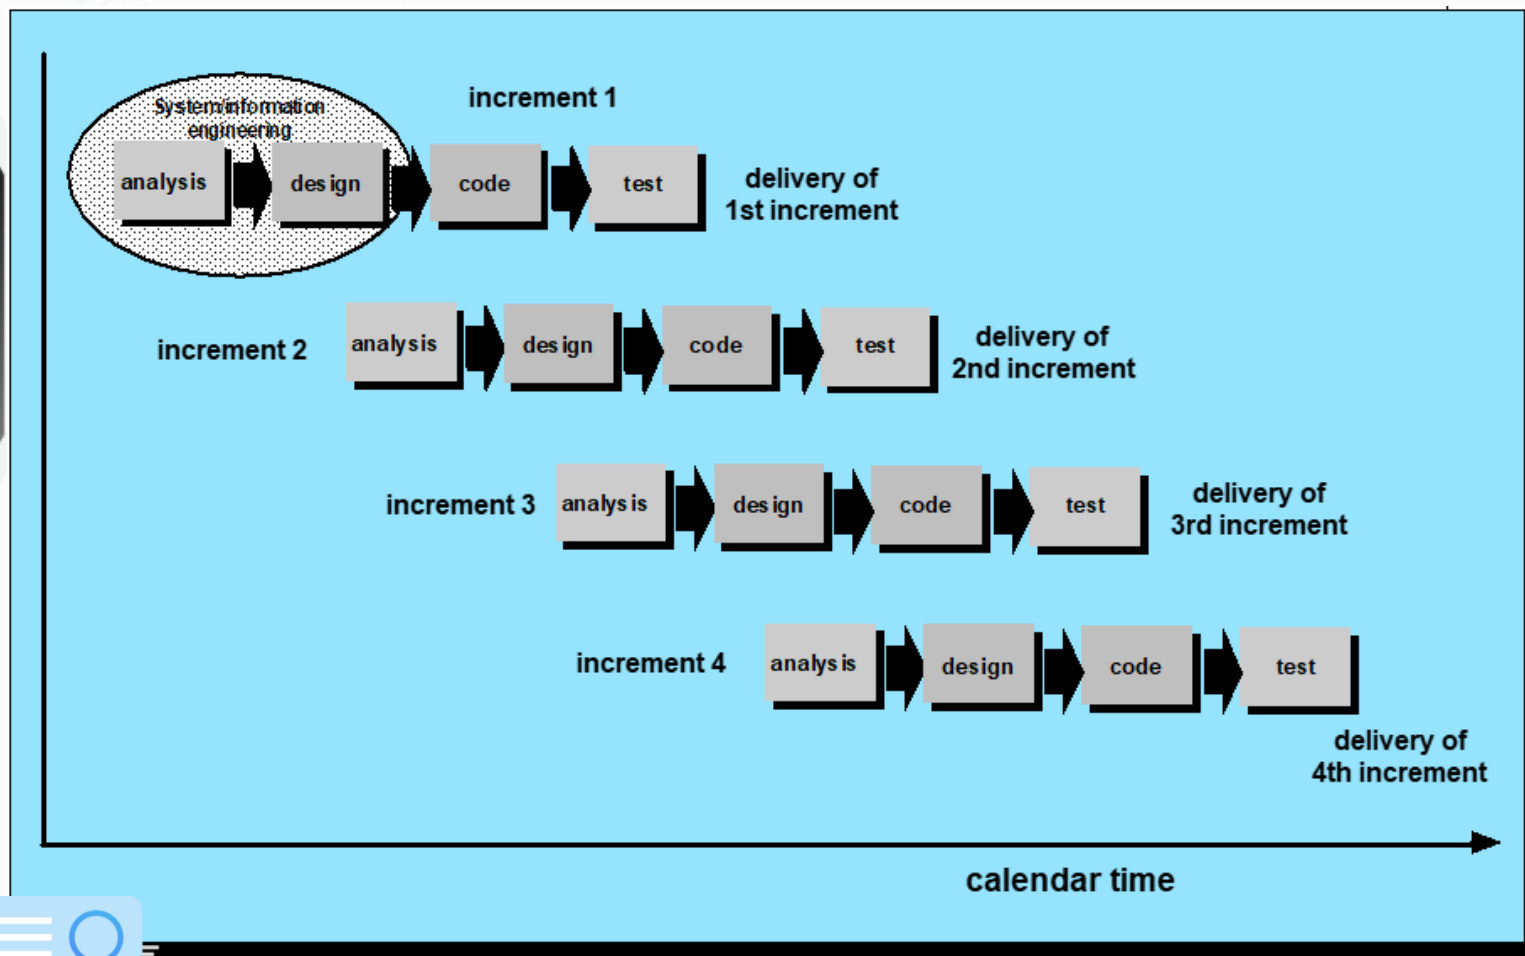 System/information
engineering
increment 1
analysis
design
code
test
delivery of
1st increment
increment 2
analysis
design
code
test
delivery of
2nd increment
increment 3
analysis
design
code
test
delivery of
3rd increment
increment 4
analysis
design
code
test
delivery of
4th increment
calendar time